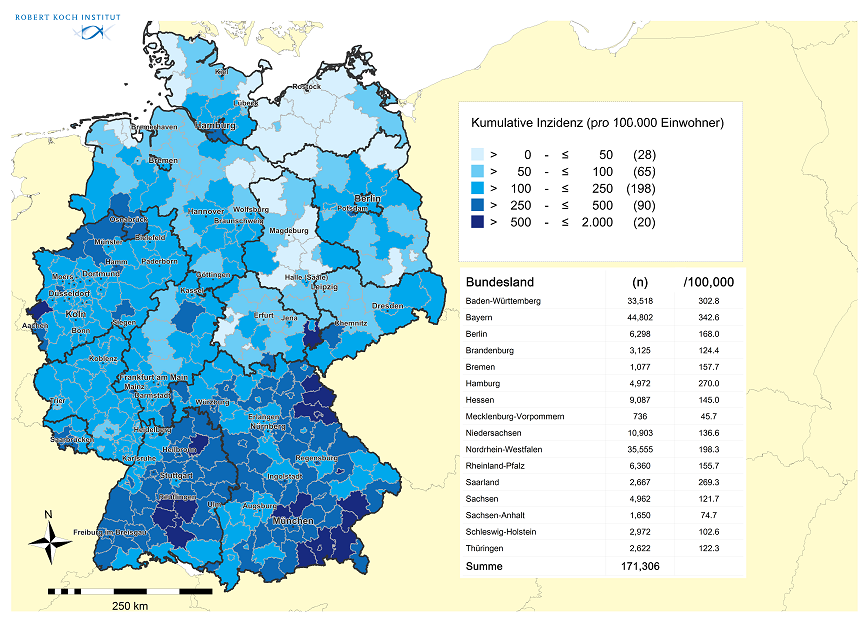 ROBERT KOCH INSTITUT
Kiel
Rostock
Lübeck
Hamburg
Bremerhaven
Bremen
Berlin
Potsdam
Hannover
Wolfsburg
Braunschweig
Osnabrück
Magdeburg
Münster
Bielefeld
Hamm
Paderborn
Moers
Dortmund
Göttingen
Halle (Saale)
Leipzig
Düsseldorf
Kassel
Dresden
Köln
Erfurt
Jena
Aachen
Siegen
Chemnitz
Bonn
Koblenz
Frankfurt am Main
Mainz
Darmstadt
Trier
Würzburg
Erlangen
Nürnberg
Heidelberg
Saarbrücken
Heilbronn
Karlsruhe
Regensburg
Stuttgart
Ingolstadt
Reutlingen
Ulm
Augsburg
München
Freiburg im Breisgau
N
250 km
Kumulative Inzidenz (pro 100.000 Einwohner)
> 0 - ≤ 50 (28)
> 50 - ≤ 100 (65)
> 100 - ≤ 250 (198)
> 250 - ≤ 500 (90)
> 500 - ≤ 2.000 (20)
Bundesland (n) /100,000
Baden-Württemberg 33,518 302.8
Bayern 44,802 342.6
Berlin 6,298 168.0
Brandenburg 3,125 124.4
Bremen 1,077 157.7
Hamburg 4,972 270.0
Hessen 9,087 145.0
Mecklenburg-Vorpommern 736 45.7
Niedersachsen 10,903 136.6
Nordrhein-Westfalen 35,555 198.3
Rheinland-Pfalz 6,360 155.7
Saarland 2,667 269.3
Sachsen 4,962 121.7
Sachsen-Anhalt 1,650 74.7
Schleswig-Holstein 2,972 102.6
Thüringen 2,622 122.3
Summe 171,306